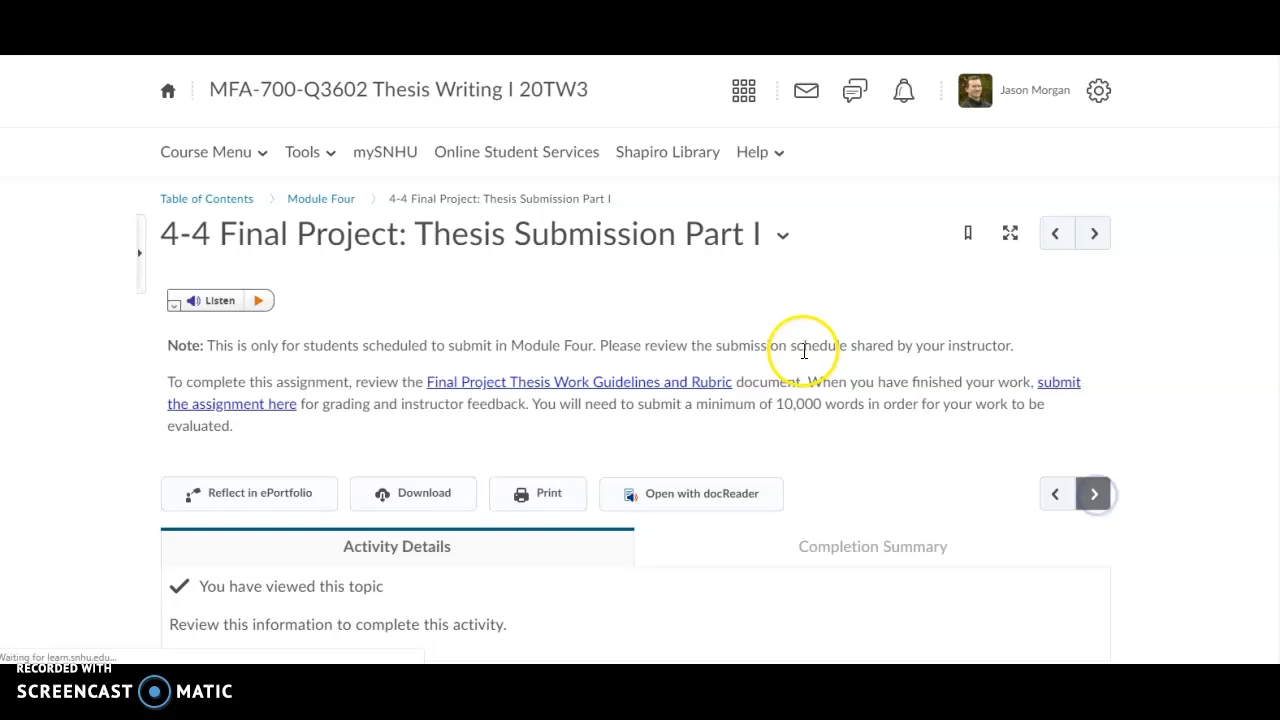 MFA-700-Q3602 Thesis Writing I 20TW3
Jason Morgan
Course Menu Tools mySNHU Online Student Services Shapiro Library Help
Table of Contents Module Four 4-4 Final Project: Thesis Submission Part I
4-4 Final Project: Thesis Submission Part I
Listen
Note: This is only for students scheduled to submit in Module Four. Please review the submission schedule shared by your instructor.
To complete this assignment, review the Final Project Thesis Work Guidelines and Rubric document. When you have finished your work, submit
the assignment here for grading and instructor feedback. You will need to submit a minimum of 10,000 words in order for your work to be
evaluated.
Reflect in ePortfolio Download Print Open with docReader
Activity Details Completion Summary
You have viewed this topic
Review this information to complete this activity.
Waiting for learn.snhu.edu...
RECORDED WITH
SCREENCAST MATIC